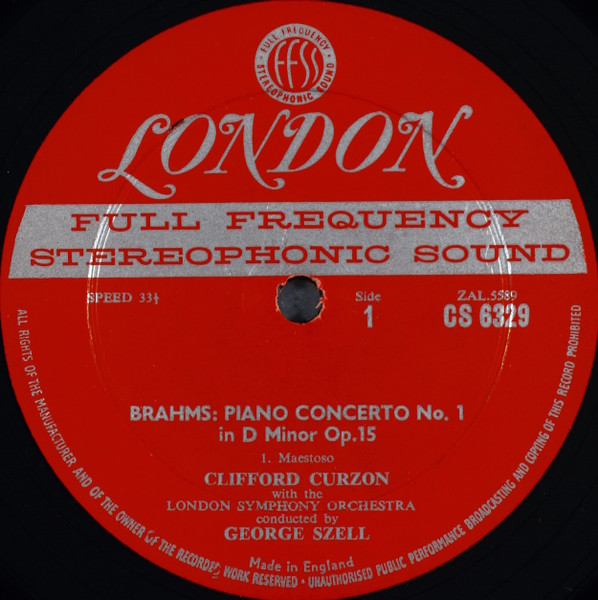 FULL FREQUENCY
FFSS
STEREOPHONIC SOUND
LONDON
FULL FREQUENCY
STEREOPHONIC SOUND
SPEED 33⅓
Side
1
ZAL.5589
CS 6329
BRAHMS: PIANO CONCERTO No. 1
in D Minor Op.15
1. Maestoso
CLIFFORD CURZON
with the
LONDON SYMPHONY ORCHESTRA
conducted by
GEORGE SZELL
Made in England
ALL RIGHTS OF THE MANUFACTURER AND OF THE OWNER OF THE RECORDED WORK RESERVED • UNAUTHORISED PUBLIC PERFORMANCE BROADCASTING AND COPYING OF THIS RECORD PROHIBITED